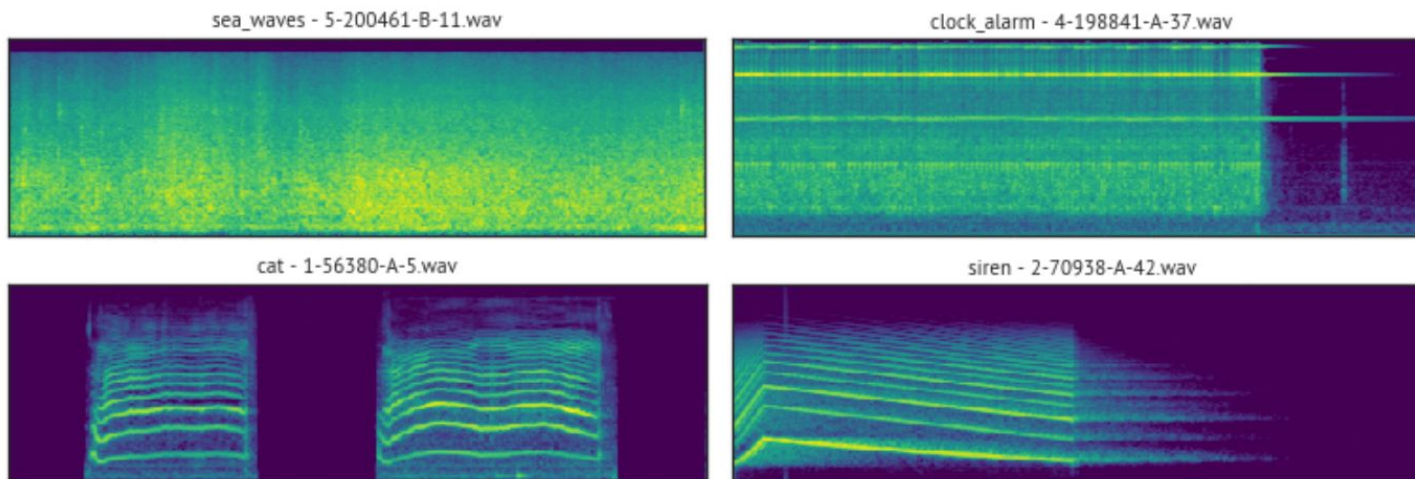 sea_waves - 5-200461-B-11.wav
clock_alarm - 4-198841-A-37.wav
cat - 1-56380-A-5.wav
siren - 2-70938-A-42.wav